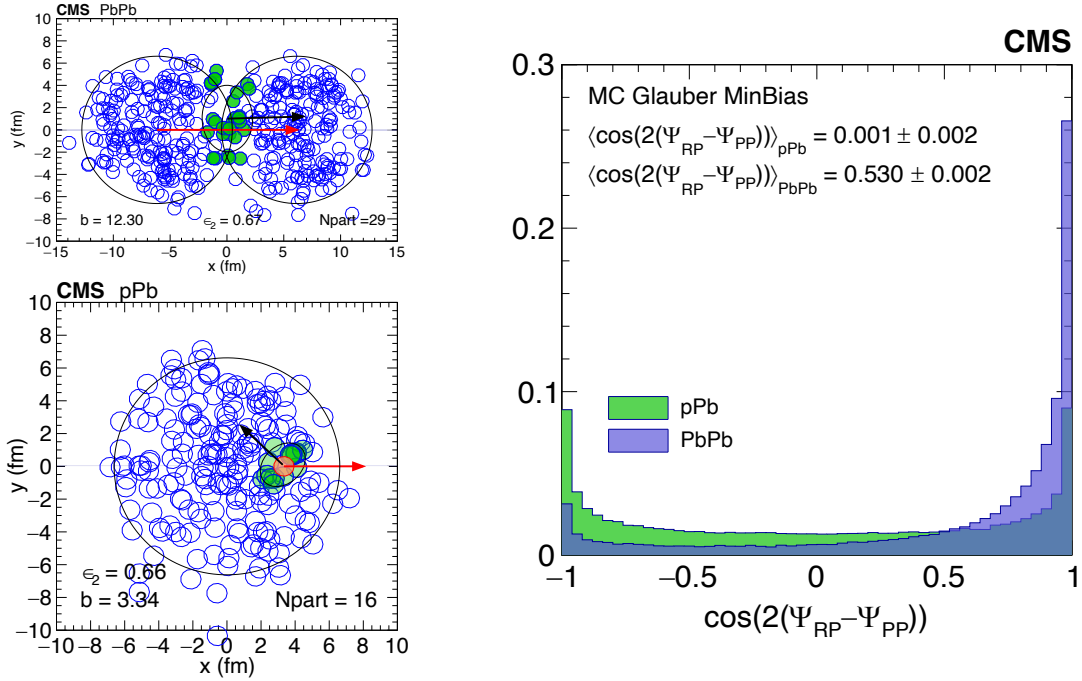 CMS PbPb
10
8
6
4
2
0
−2
−4
−6
−8
−10
y (fm)
b = 12.30 ϵ2 = 0.67 Npart =29
−15 −10 −5 0 5 10 15
x (fm)
CMS pPb
10
8
6
4
2
0
−2
−4
−6
−8
−10
y (fm)
ϵ2 = 0.66
b = 3.34 Npart = 16
−10 −8 −6 −4 −2 0 2 4 6 8 10
x (fm)
CMS
0.3
0.2
0.1
0
MC Glauber MinBias
⟨cos(2(ΨRP−ΨPP))⟩pPb = 0.001 ± 0.002
⟨cos(2(ΨRP−ΨPP))⟩PbPb = 0.530 ± 0.002
pPb
PbPb
−1 −0.5 0 0.5 1
cos(2(ΨRP−ΨPP))